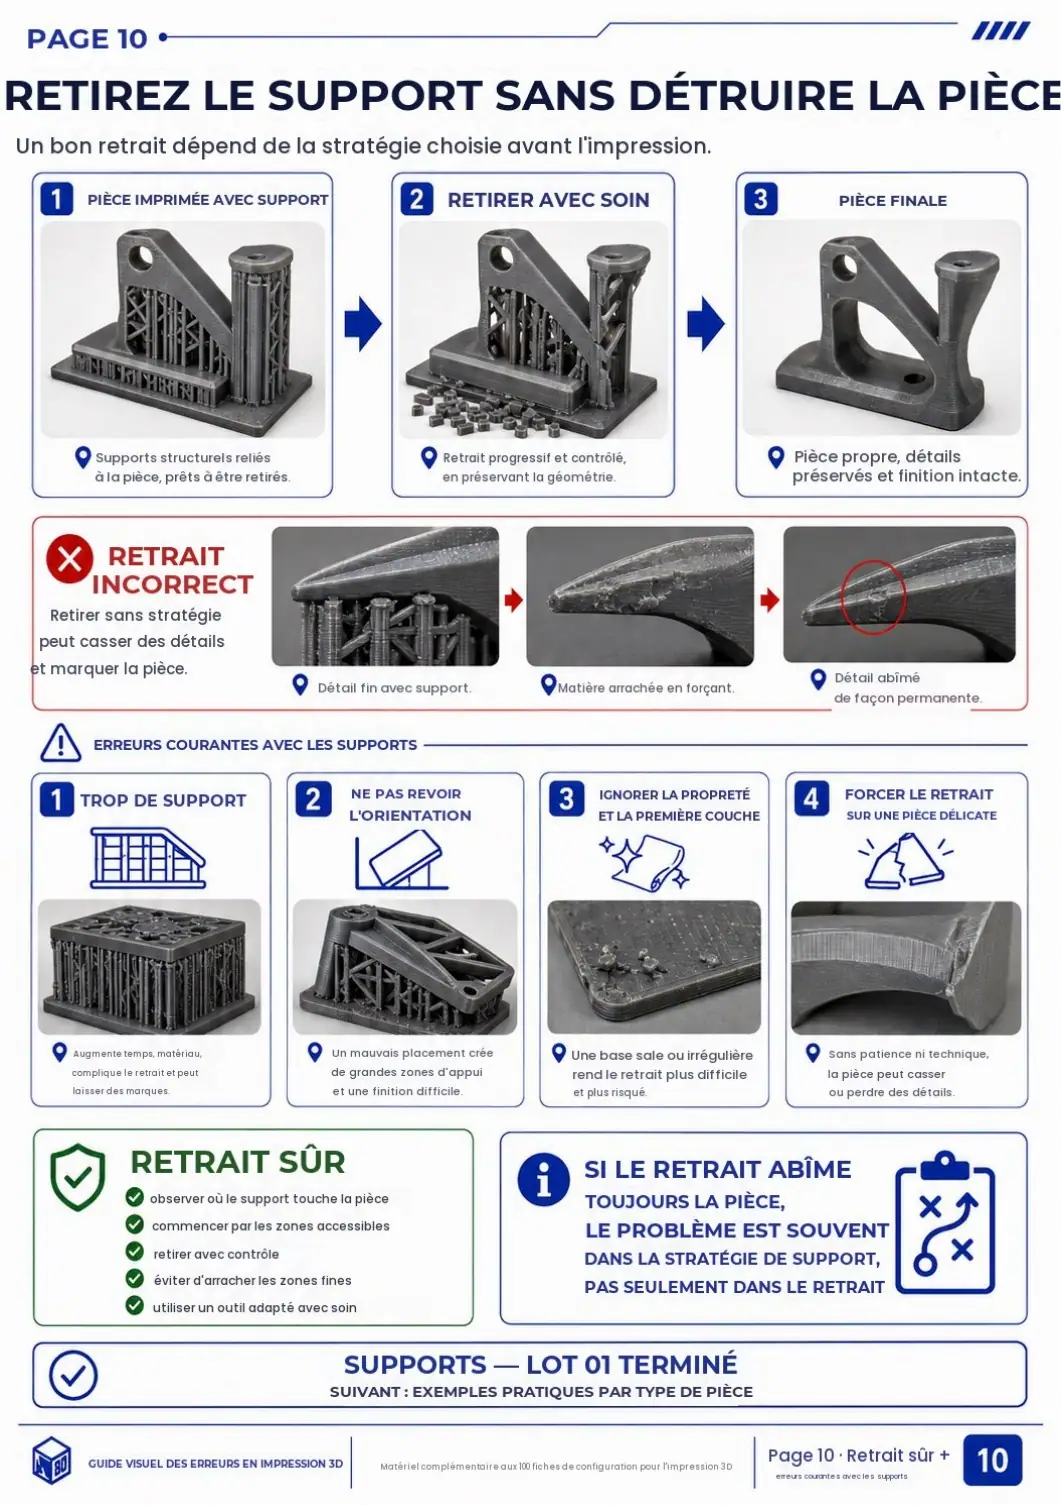 PAGE 10
RETIREZ LE SUPPORT SANS DÉTRUIRE LA PIÈCE
Un bon retrait dépend de la stratégie choisie avant l'impression.
1 PIÈCE IMPRIMÉE AVEC SUPPORT
Supports structurels reliés
à la pièce, prêts à être retirés.
2 RETIRER AVEC SOIN
Retrait progressif et contrôlé,
en préservant la géométrie.
3 PIÈCE FINALE
Pièce propre, détails
préservés et finition intacte.
RETRAIT
INCORRECT
Retirer sans stratégie
peut casser des détails
et marquer la pièce.
Détail fin avec support.
Matière arrachée en forçant.
Détail abîmé
de façon permanente.
ERREURS COURANTES AVEC LES SUPPORTS
1 TROP DE SUPPORT
Augmente temps, matériau,
complique le retrait et peut
laisser des marques.
2 NE PAS REVOIR
L'ORIENTATION
Un mauvais placement crée
de grandes zones d'appui
et une finition difficile.
3 IGNORER LA PROPRETÉ
ET LA PREMIÈRE COUCHE
Une base sale ou irrégulière
rend le retrait plus difficile
et plus risqué.
4 FORCER LE RETRAIT
SUR UNE PIÈCE DÉLICATE
Sans patience ni technique,
la pièce peut casser
ou perdre des détails.
RETRAIT SÛR
observer où le support touche la pièce
commencer par les zones accessibles
retirer avec contrôle
éviter d'arracher les zones fines
utiliser un outil adapté avec soin
SI LE RETRAIT ABÎME
TOUJOURS LA PIÈCE,
LE PROBLÈME EST SOUVENT
DANS LA STRATÉGIE DE SUPPORT,
PAS SEULEMENT DANS LE RETRAIT
SUPPORTS — LOT 01 TERMINÉ
SUIVANT : EXEMPLES PRATIQUES PAR TYPE DE PIÈCE
GUIDE VISUEL DES ERREURS EN IMPRESSION 3D
Matériel complémentaire aux 100 fiches de configuration pour l'impression 3D
Page 10 · Retrait sûr +
erreurs courantes avec les supports
10